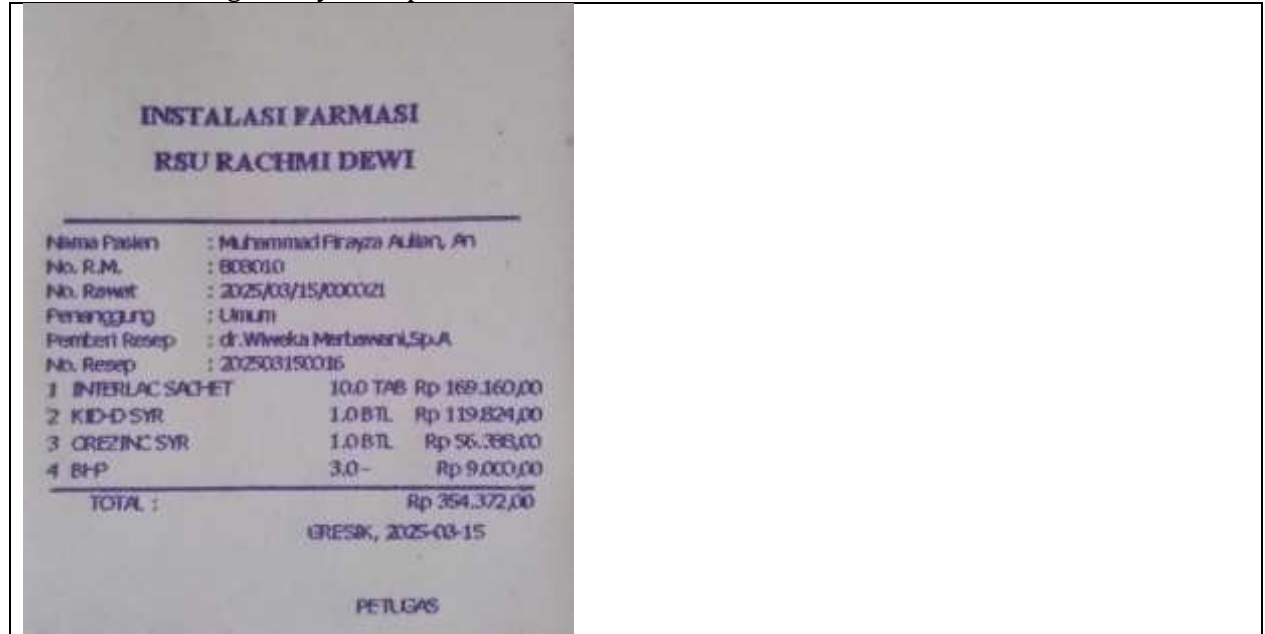 INSTALASI FARMASI
RSU RACHMI DEWI
Nama Pasien : Muhammad Firayza Aulian, An
No. R.M. : 803010
No. Rawat : 2025/03/15/000021
Penanggung : Umum
Pemberi Resep : dr.Wiweka Merbawani,Sp.A
No. Resep : 202503150016
1 INTERLAC SACHET 10.0 TAB Rp 169.160,00
2 KID-D SYR 1.0 BTL Rp 119.824,00
3 OREZINC SYR 1.0 BTL Rp 56.388,00
4 BHP 3.0 - Rp 9.000,00
TOTAL : Rp 354.372,00
GRESIK, 2025-03-15
PETUGAS